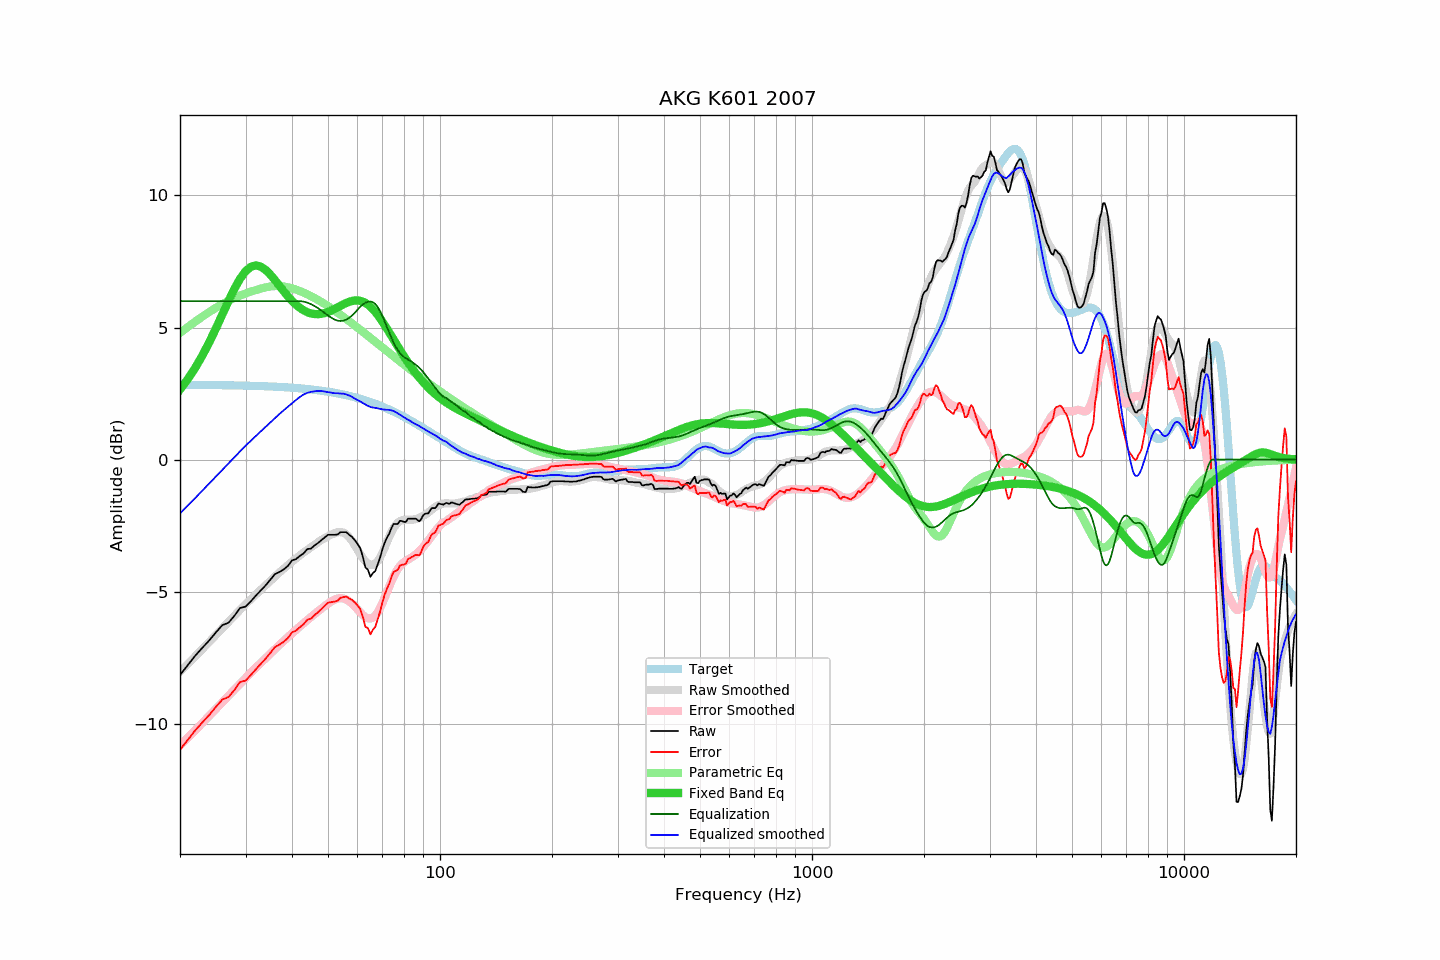 AKG K601 2007
Amplitude (dBr)
10
5
0
−5
−10
Target
Raw Smoothed
Error Smoothed
Raw
Error
Parametric Eq
Fixed Band Eq
Equalization
Equalized smoothed
100 1000 10000
Frequency (Hz)